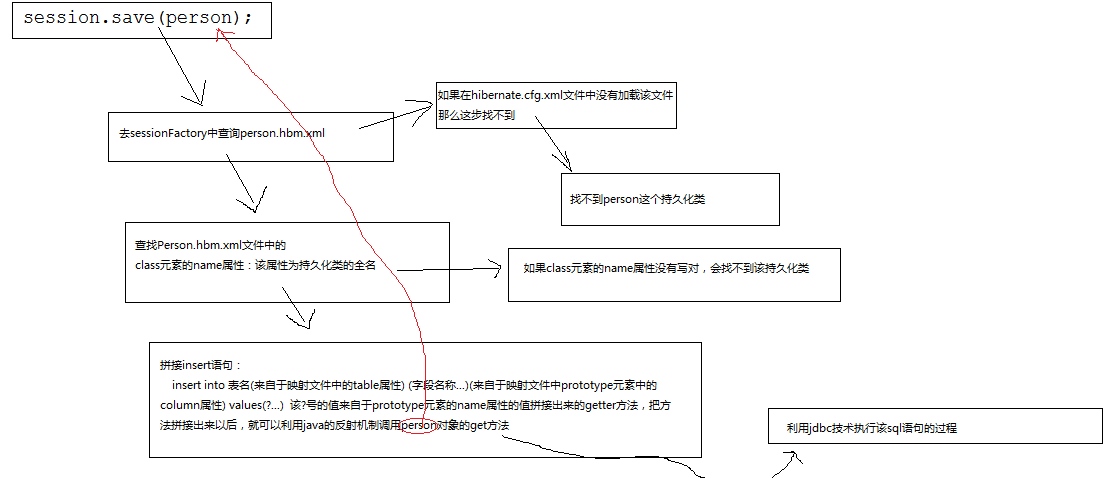 session.save(person);
如果在hibernate.cfg.xml文件中没有加载该文件
那么这步找不到
去sessionFactory中查询person.hbm.xml
找不到person这个持久化类
查找Person.hbm.xml文件中的
class元素的name属性：该属性为持久化类的全名
如果class元素的name属性没有写对，会找不到该持久化类
拼接insert语句：
insert into 表名(来自于映射文件中的table属性) (字段名称...)(来自于映射文件中prototype元素中的
column属性) values(?...) 该?号的值来自于prototype元素的name属性的值拼接出来的getter方法，把方
法拼接出来以后，就可以利用java的反射机制调用person对象的get方法
利用jdbc技术执行该sql语句的过程